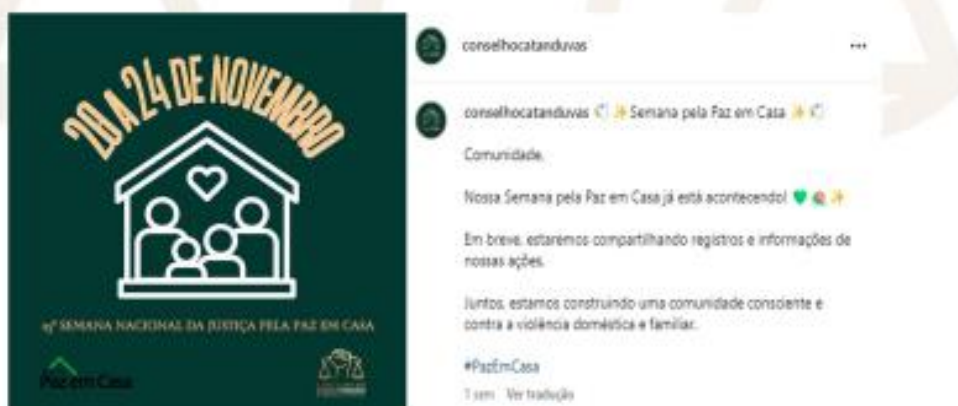 20 A 24 DE NOVEMBRO
SEMANA NACIONAL DA JUSTIÇA PELA PAZ EM CASA
Paz em Casa
conselhocatanduvas
conselhocatanduvas Semana pela Paz em Casa
Comunidade,
Nossa Semana pela Paz em Casa já está acontecendo!
Em breve, estaremos compartilhando registros e informações de
nossas ações.
Juntos, estamos construindo uma comunidade consciente e
contra a violência doméstica e familiar.
#PazEmCasa
1 sem Ver tradução